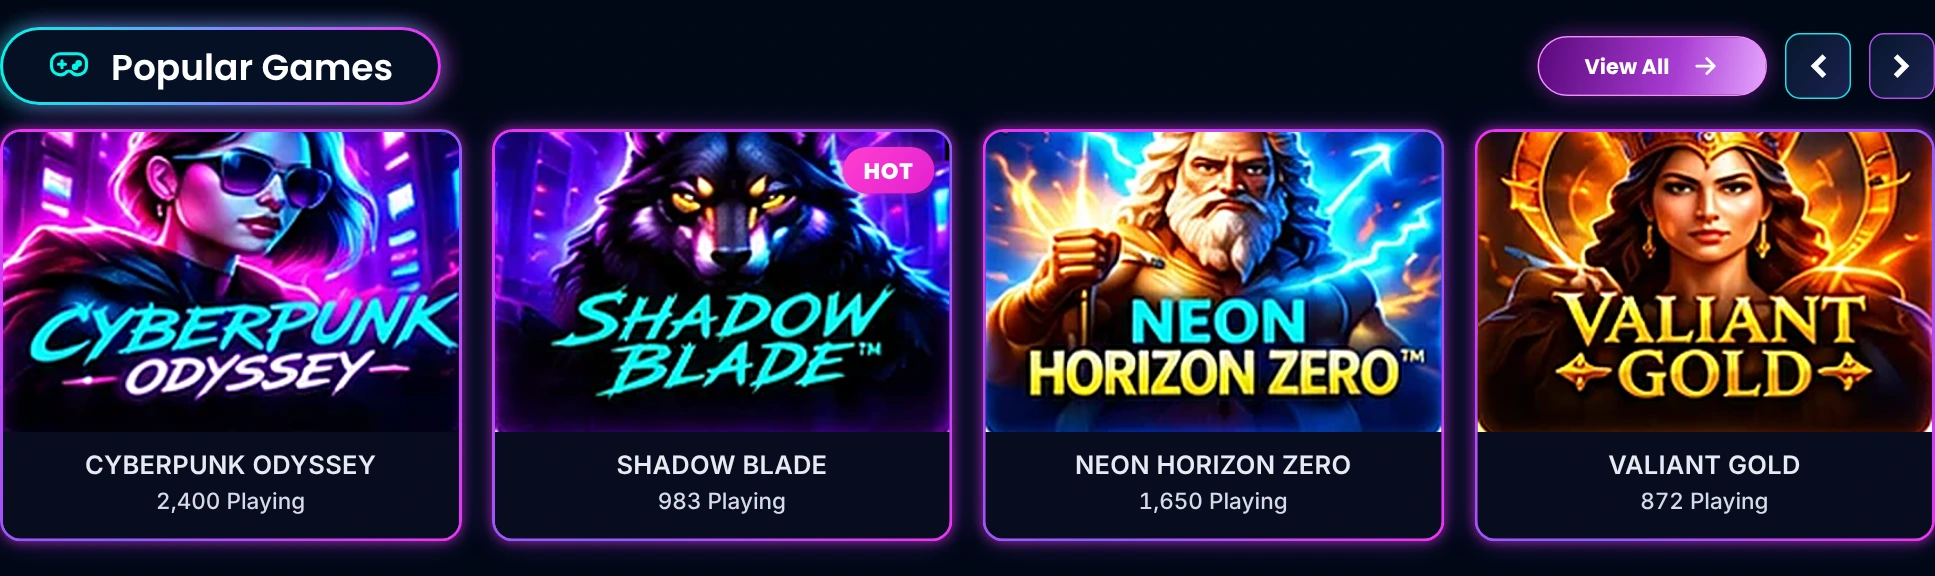 Popular Games
View All
CYBERPUNK
ODYSSEY
HOT
SHADOW
BLADE™
NEON
HORIZON ZERO™
VALIANT
GOLD
CYBERPUNK ODYSSEY
2,400 Playing
SHADOW BLADE
983 Playing
NEON HORIZON ZERO
1,650 Playing
VALIANT GOLD
872 Playing